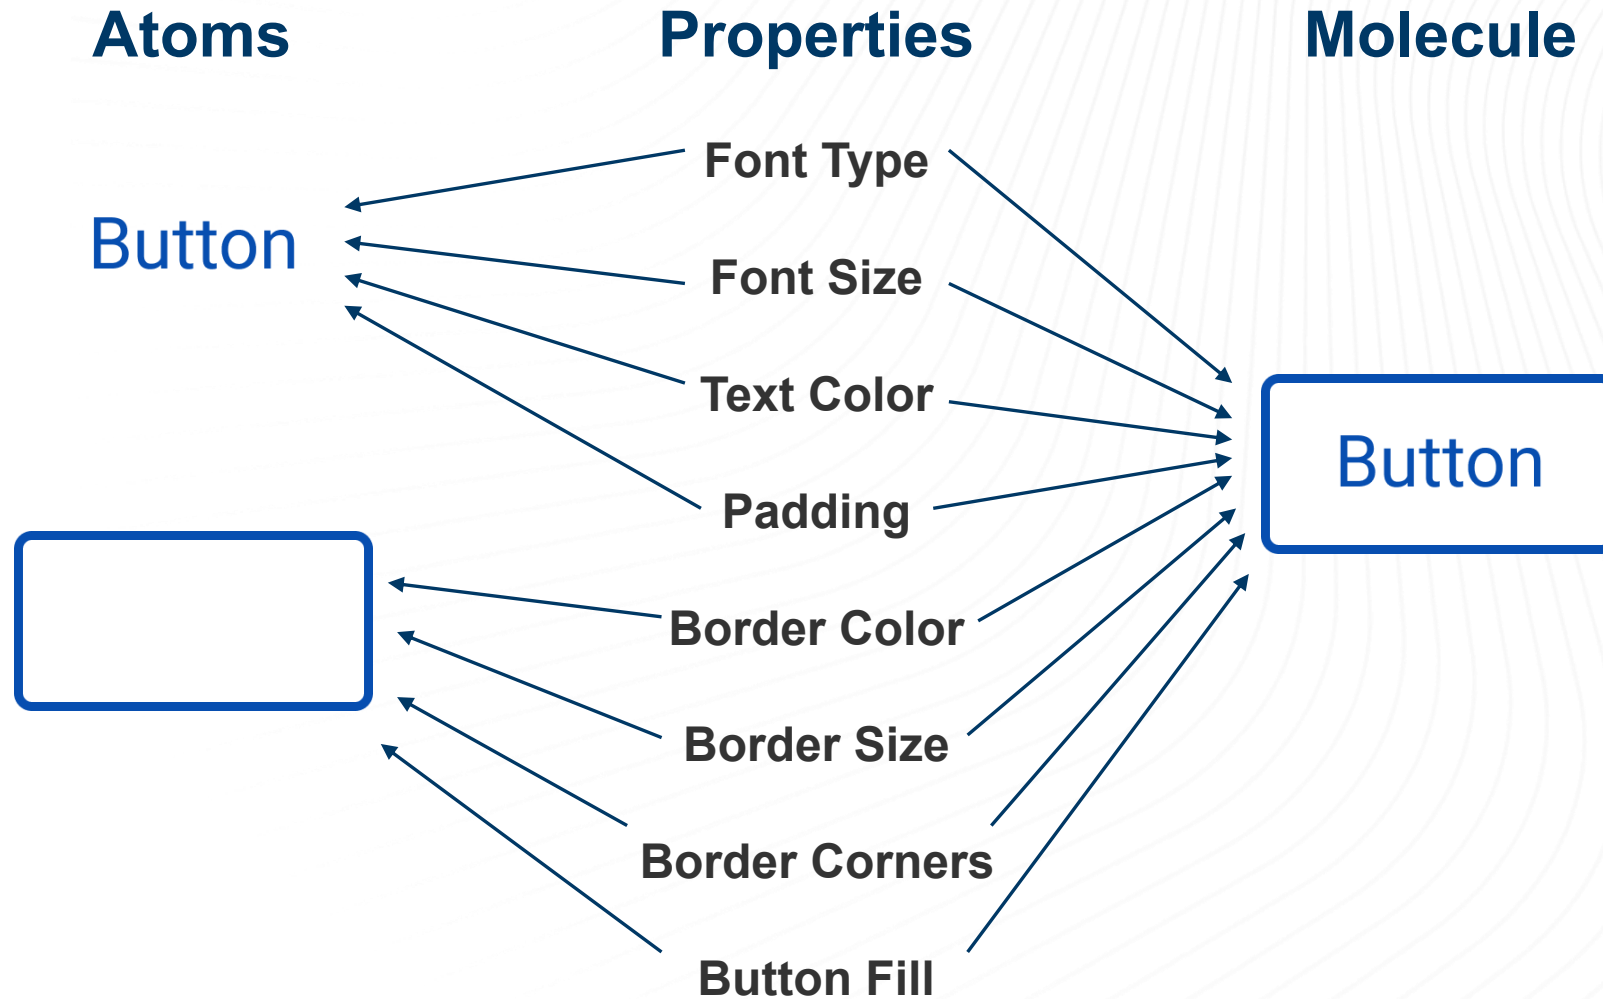 Atoms
Properties
Molecule
Button
Font Type
Font Size
Text Color
Padding
Border Color
Border Size
Border Corners
Button Fill
Button